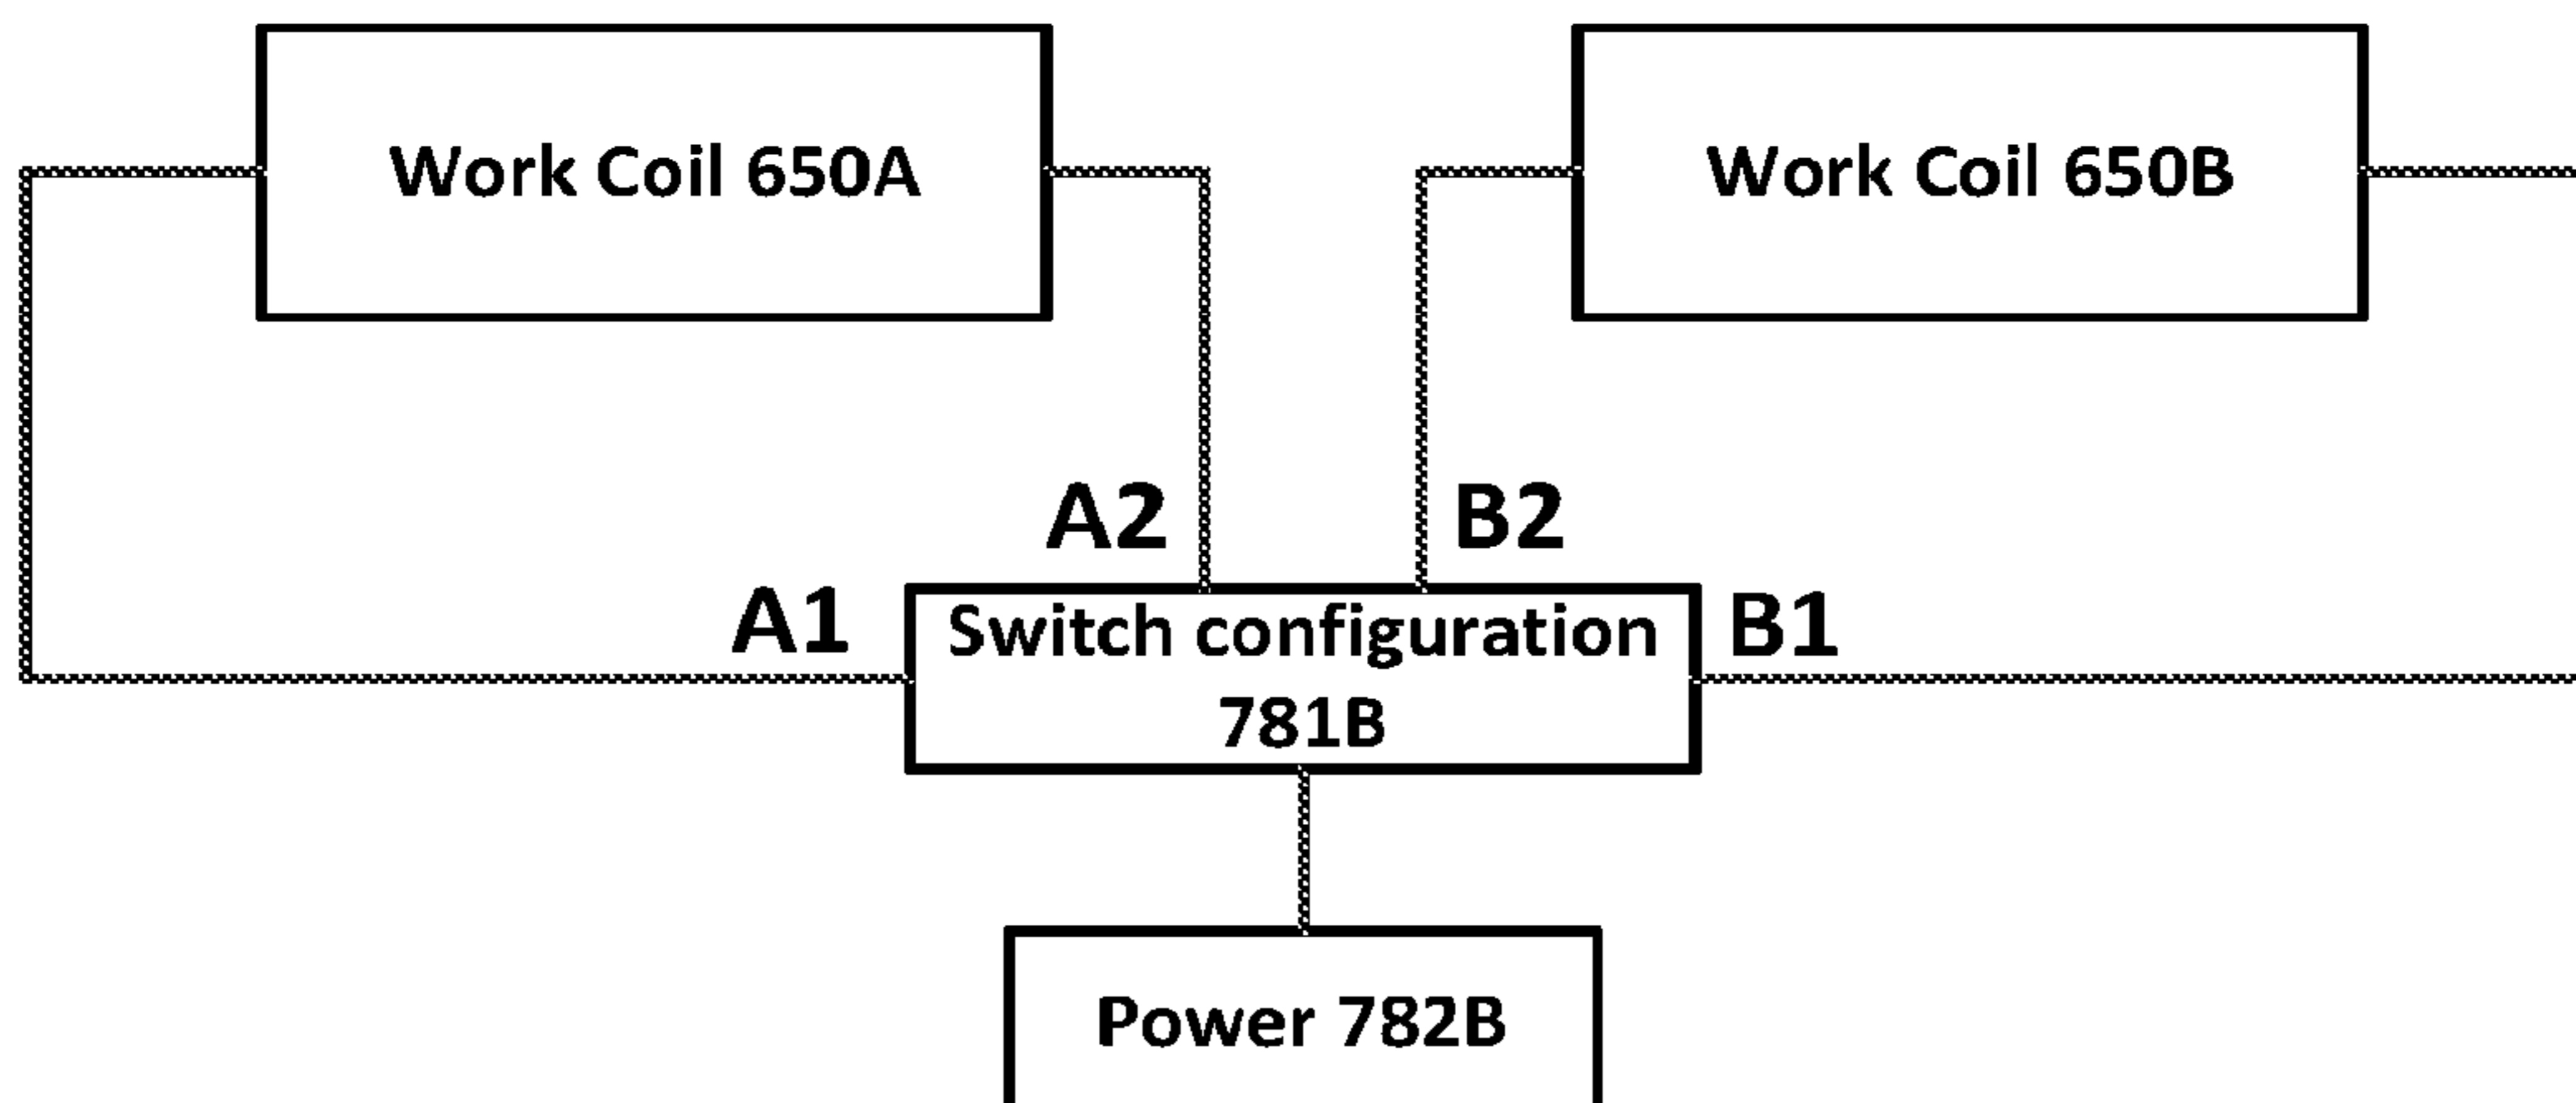 Work Coil 650A
Work Coil 650B
A2
B2
A1
B1
Switch configuration
781B
Power 782B